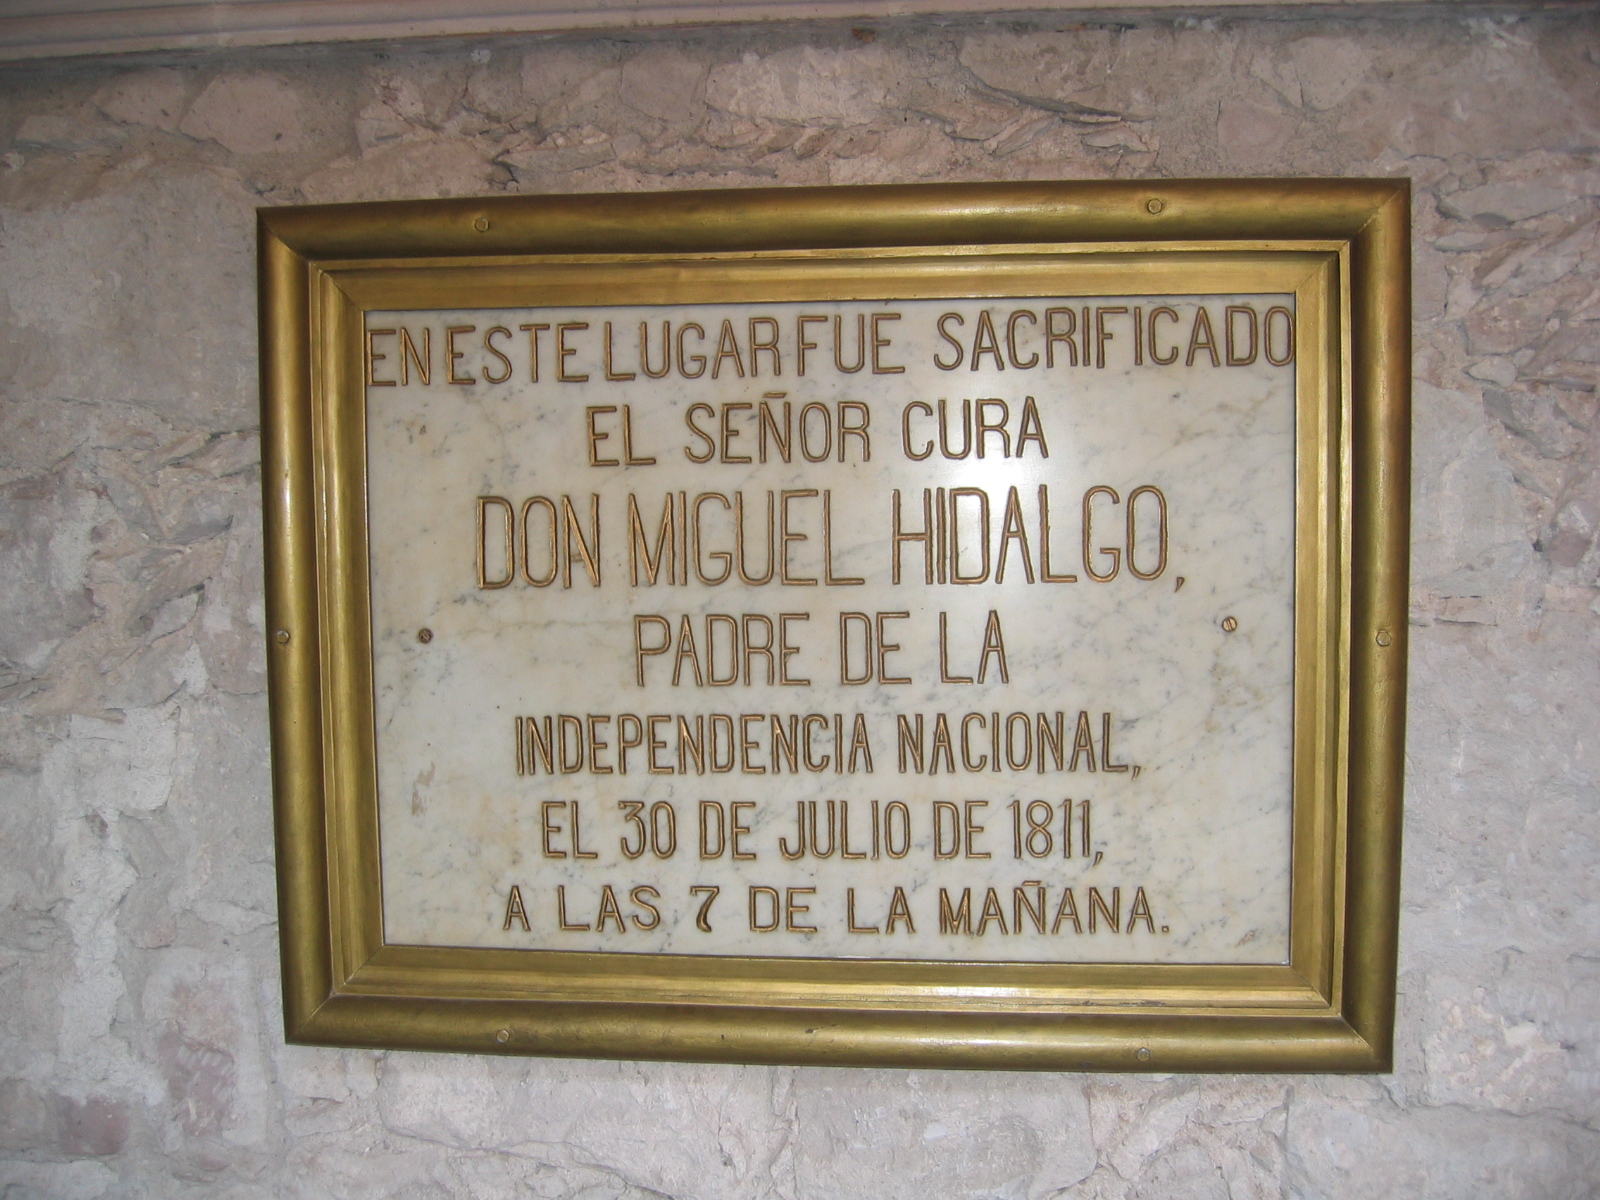 EN ESTE LUGAR FUE SACRIFICADO
EL SEÑOR CURA
DON MIGUEL HIDALGO,
PADRE DE LA
INDEPENDENCIA NACIONAL,
EL 30 DE JULIO DE 1811,
A LAS 7 DE LA MAÑANA.